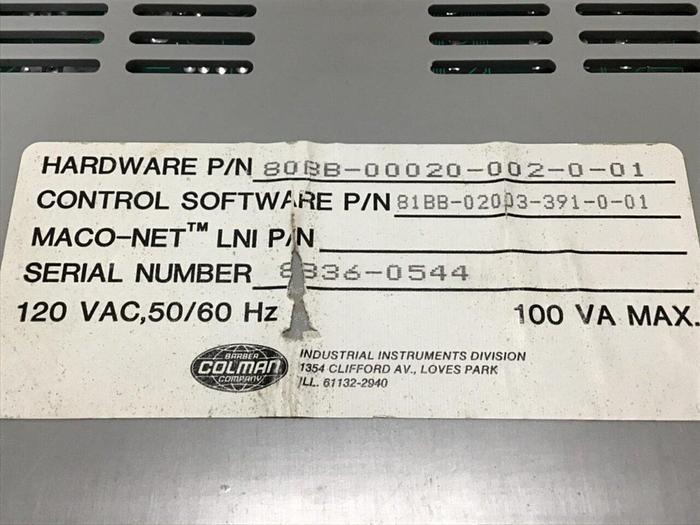 HARDWARE P/N 80BB-00020-002-0-01
CONTROL SOFTWARE P/N 81BB-02003-391-0-01
MACO-NET™ LNI P/N
SERIAL NUMBER 8836-0544
120 VAC,50/60 Hz 100 VA MAX.
BARBER
COLMAN
COMPANY
INDUSTRIAL INSTRUMENTS DIVISION
1354 CLIFFORD AV., LOVES PARK
ILL. 61132-2940